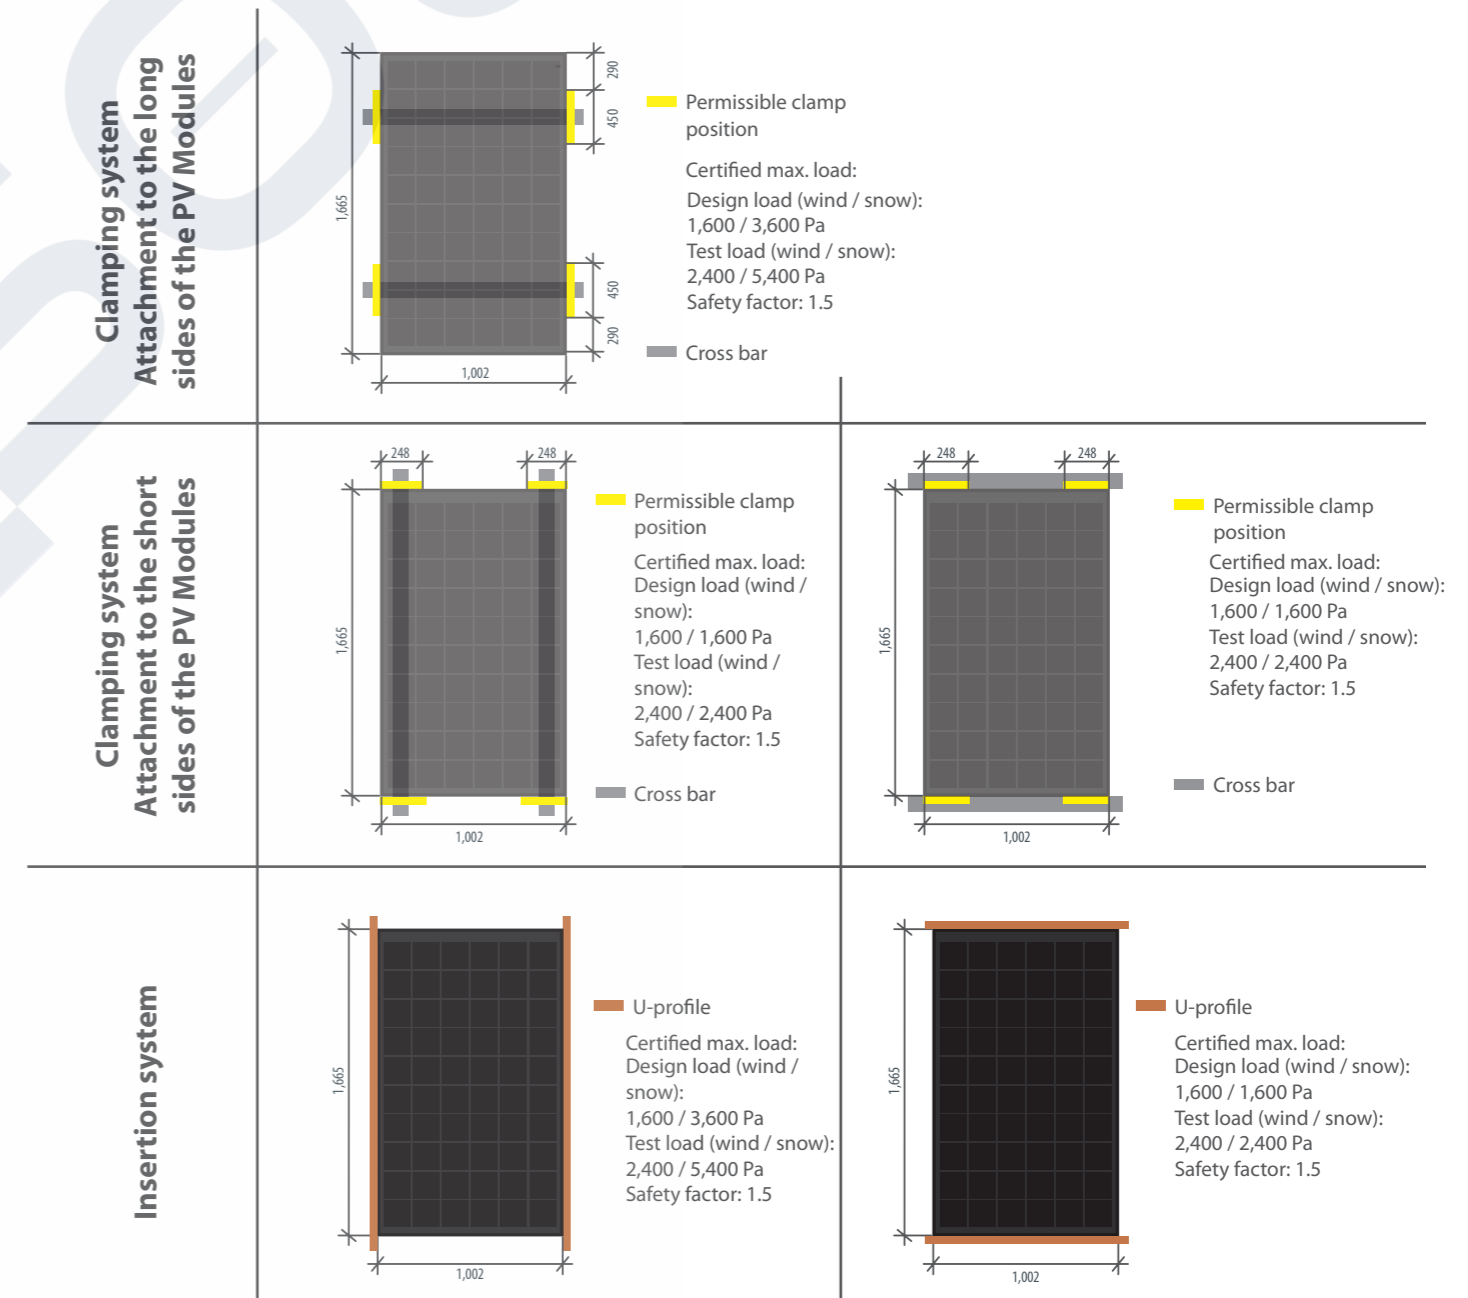 Clamping system
Attachment to the long
sides of the PV Modules
290
450
1,665
450
290
1,002
Permissible clamp
position
Certified max. load:
Design load (wind / snow):
1,600 / 3,600 Pa
Test load (wind / snow):
2,400 / 5,400 Pa
Safety factor: 1.5
Cross bar
Clamping system
Attachment to the short
sides of the PV Modules
248
248
1,665
1,002
Permissible clamp
position
Certified max. load:
Design load (wind /
snow):
1,600 / 1,600 Pa
Test load (wind /
snow):
2,400 / 2,400 Pa
Safety factor: 1.5
Cross bar
248
248
1,665
1,002
Permissible clamp
position
Certified max. load:
Design load (wind / snow):
1,600 / 1,600 Pa
Test load (wind / snow):
2,400 / 2,400 Pa
Safety factor: 1.5
Cross bar
Insertion system
1,665
1,002
U-profile
Certified max. load:
Design load (wind /
snow):
1,600 / 3,600 Pa
Test load (wind / snow):
2,400 / 5,400 Pa
Safety factor: 1.5
1,665
1,002
U-profile
Certified max. load:
Design load (wind / snow):
1,600 / 1,600 Pa
Test load (wind / snow):
2,400 / 2,400 Pa
Safety factor: 1.5